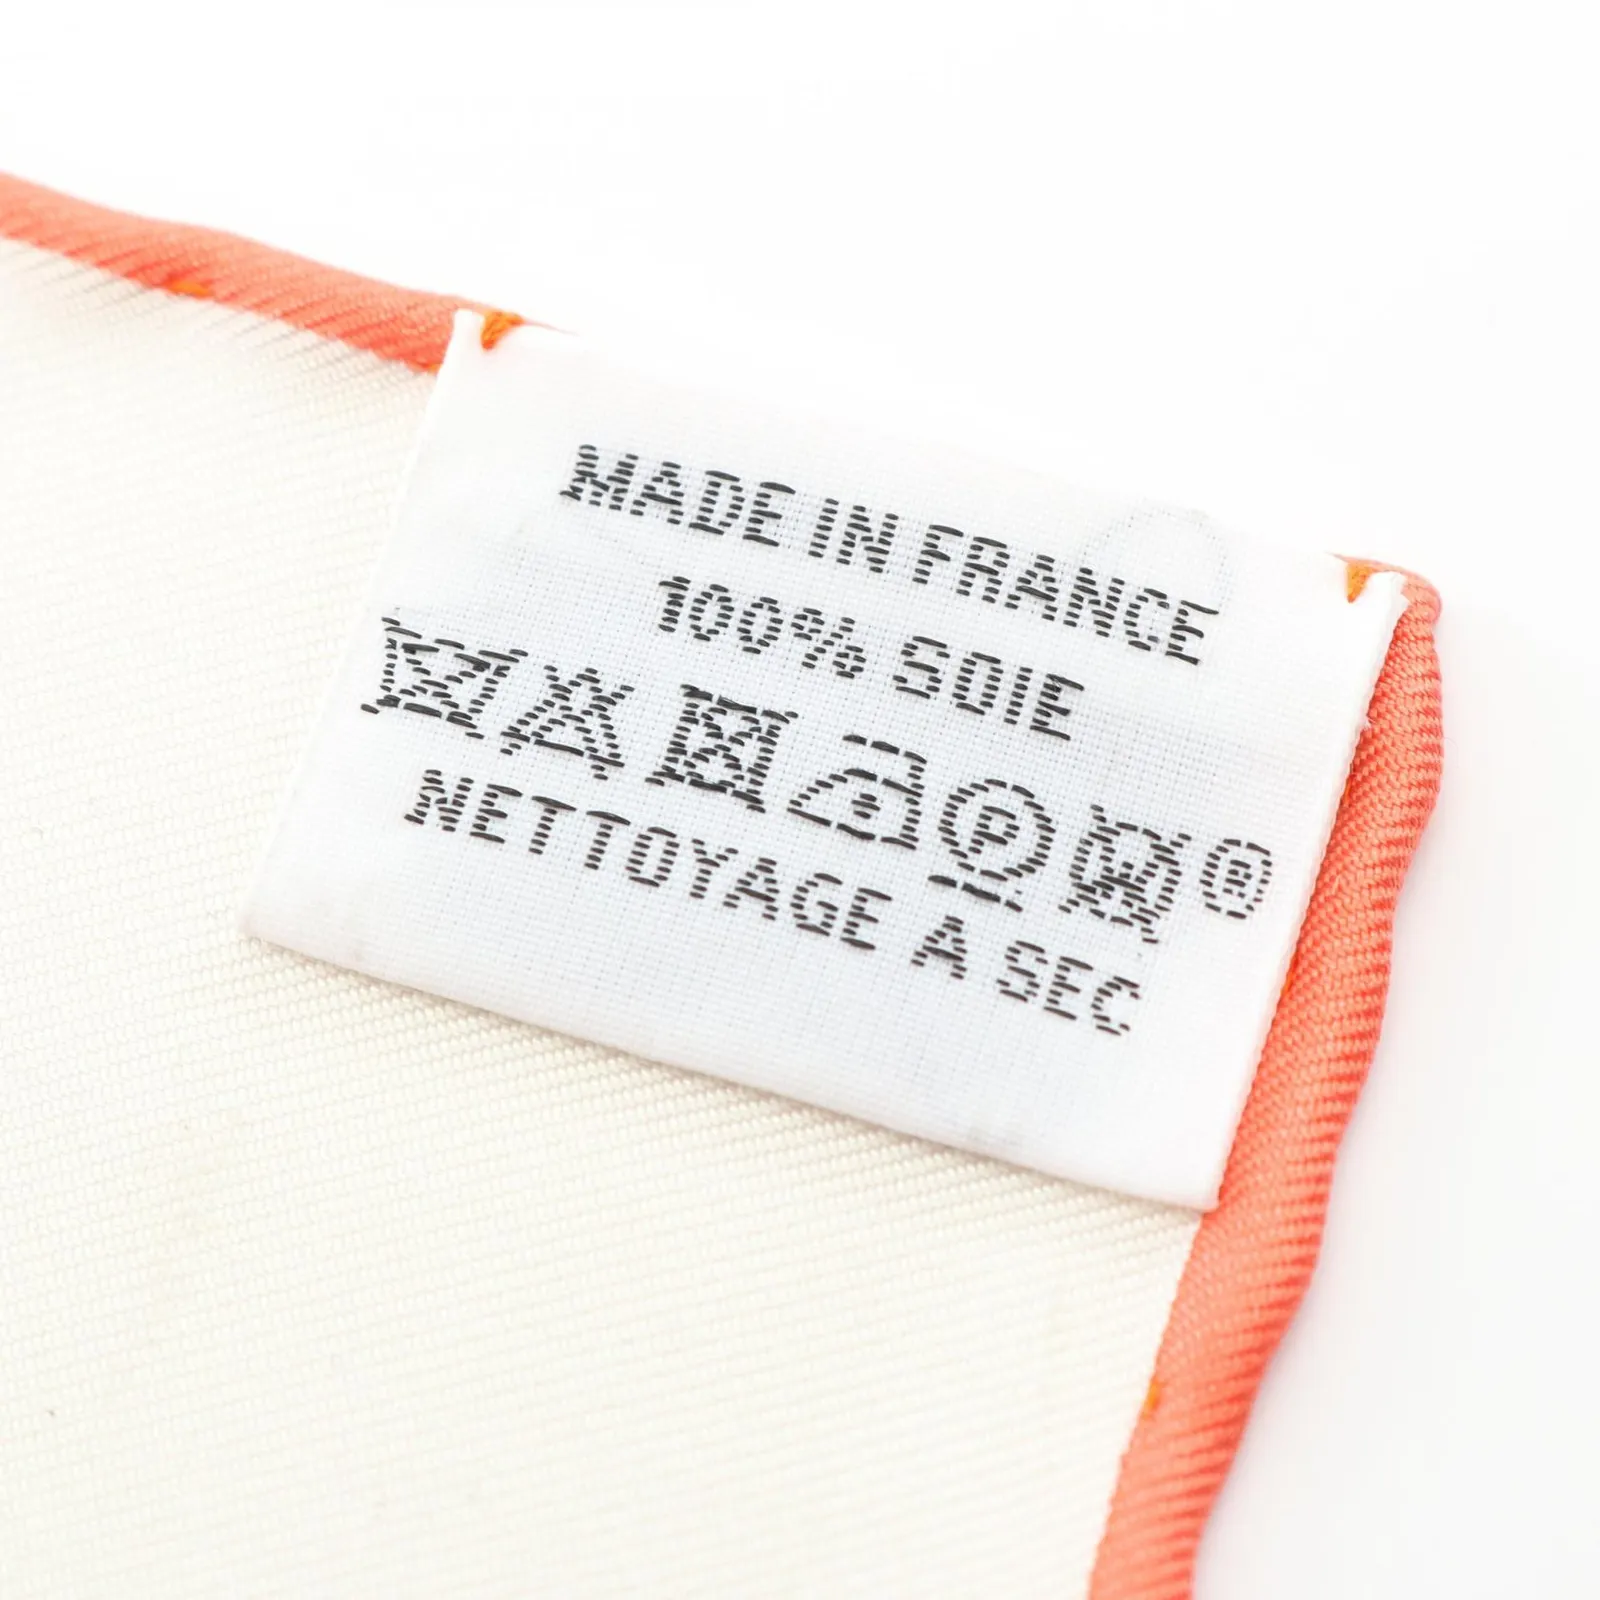 MADE IN FRANCE
100% SOIE
P W ®
NETTOYAGE A SEC